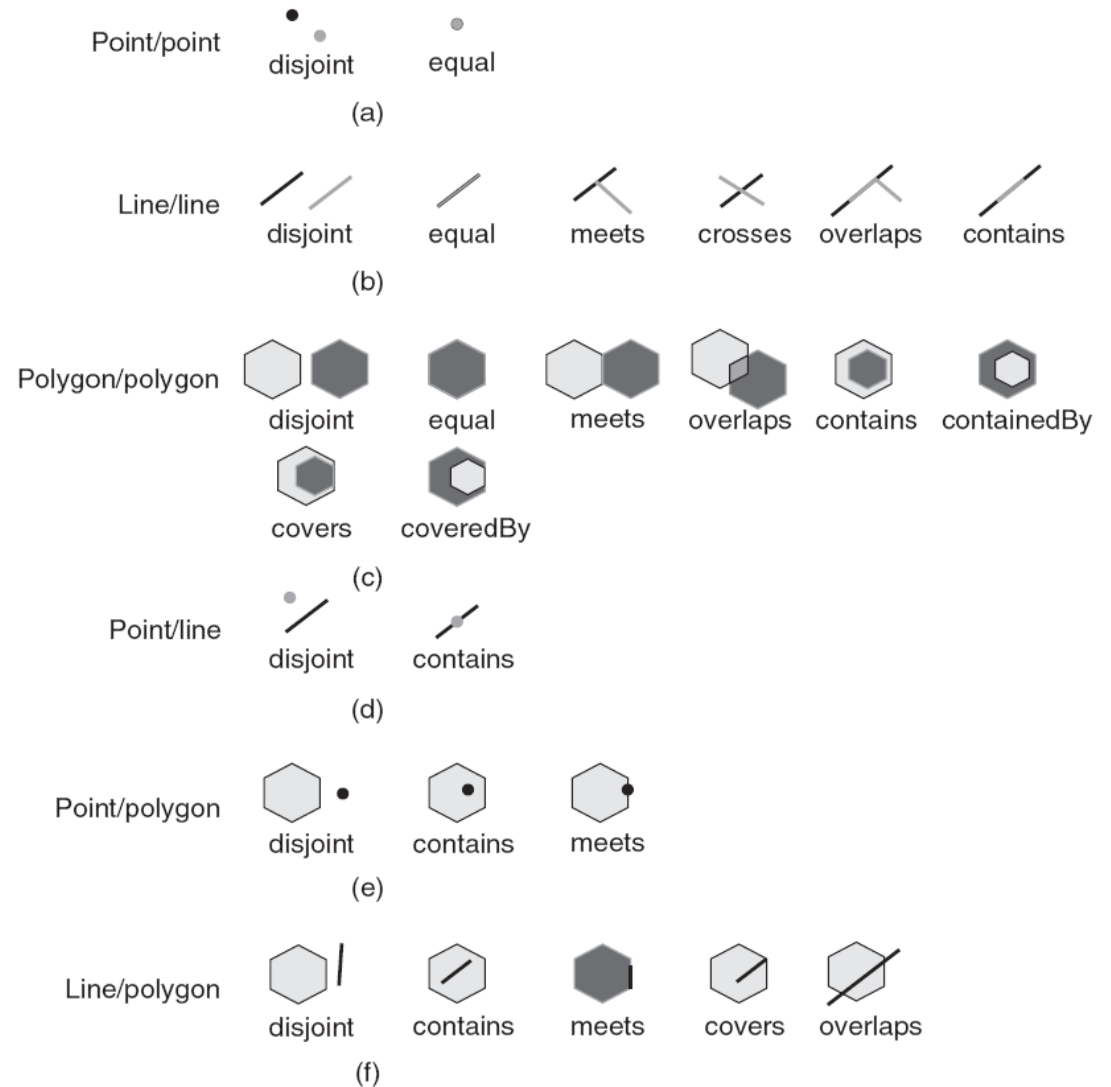 Point/point
disjoint equal
(a)
Line/line
disjoint equal meets crosses overlaps contains
(b)
Polygon/polygon
disjoint equal meets overlaps contains containedBy
covers coveredBy
(c)
Point/line
disjoint contains
(d)
Point/polygon
disjoint contains meets
(e)
Line/polygon
disjoint contains meets covers overlaps
(f)